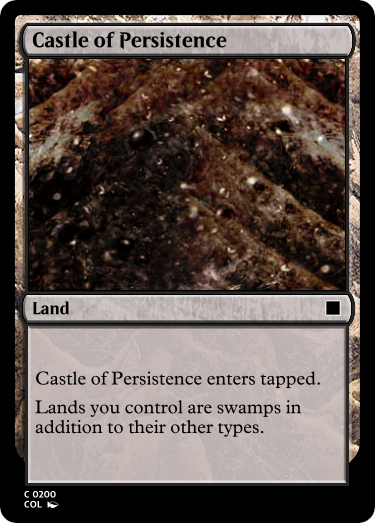 Castle of Persistence
Land
Castle of Persistence enters tapped.
Lands you control are swamps in
addition to their other types.
C 0200
COL